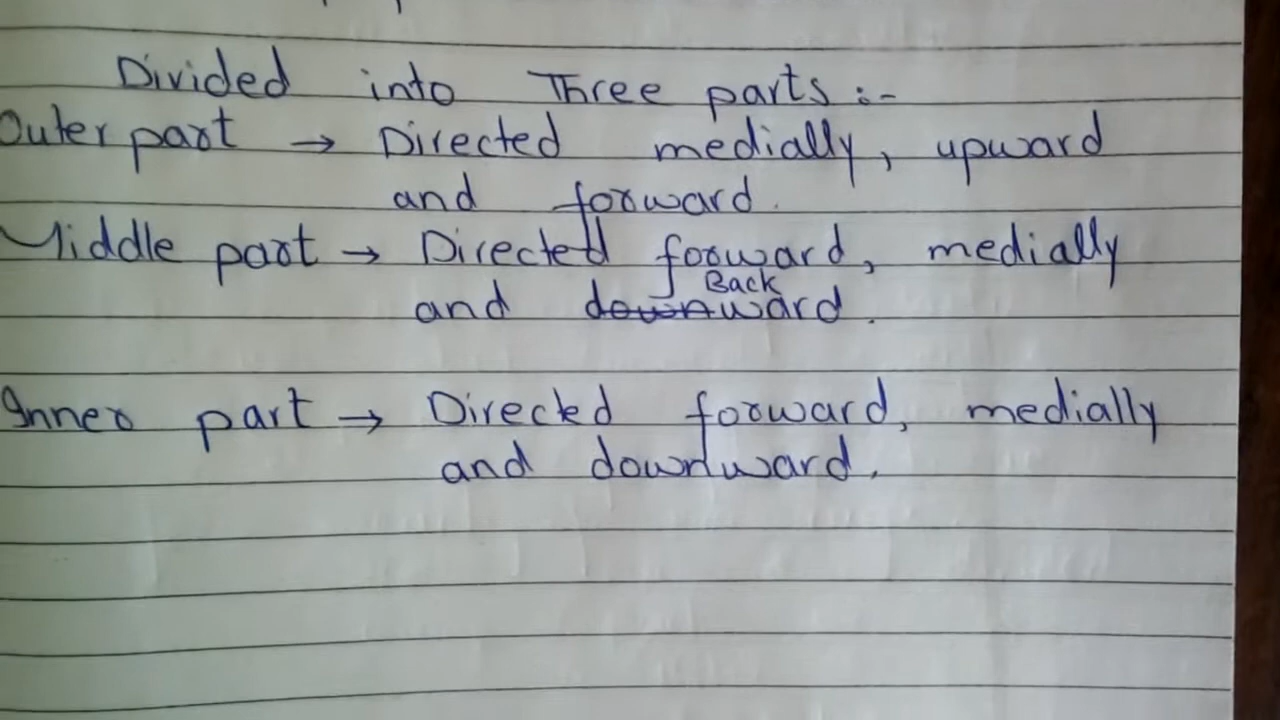 Divided into Three parts :-
Outer part → Directed medially, upward
and forward.
Middle part → Directed forward, medially
Back
and downward.
Inner part → Direcked forward, medially
and downward.